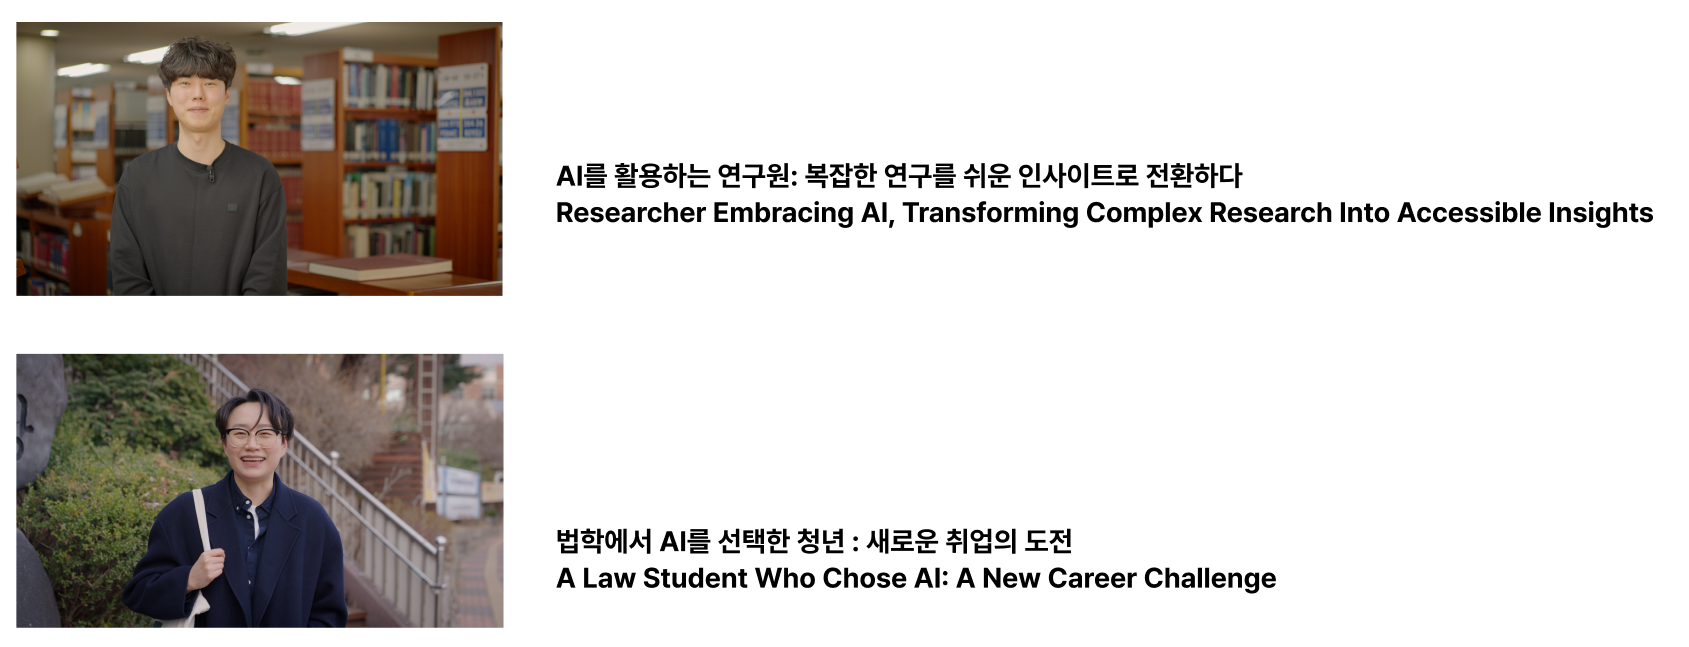 AI를 활용하는 연구원: 복잡한 연구를 쉬운 인사이트로 전환하다
Researcher Embracing AI, Transforming Complex Research Into Accessible Insights
법학에서 AI를 선택한 청년 : 새로운 취업의 도전
A Law Student Who Chose AI: A New Career Challenge